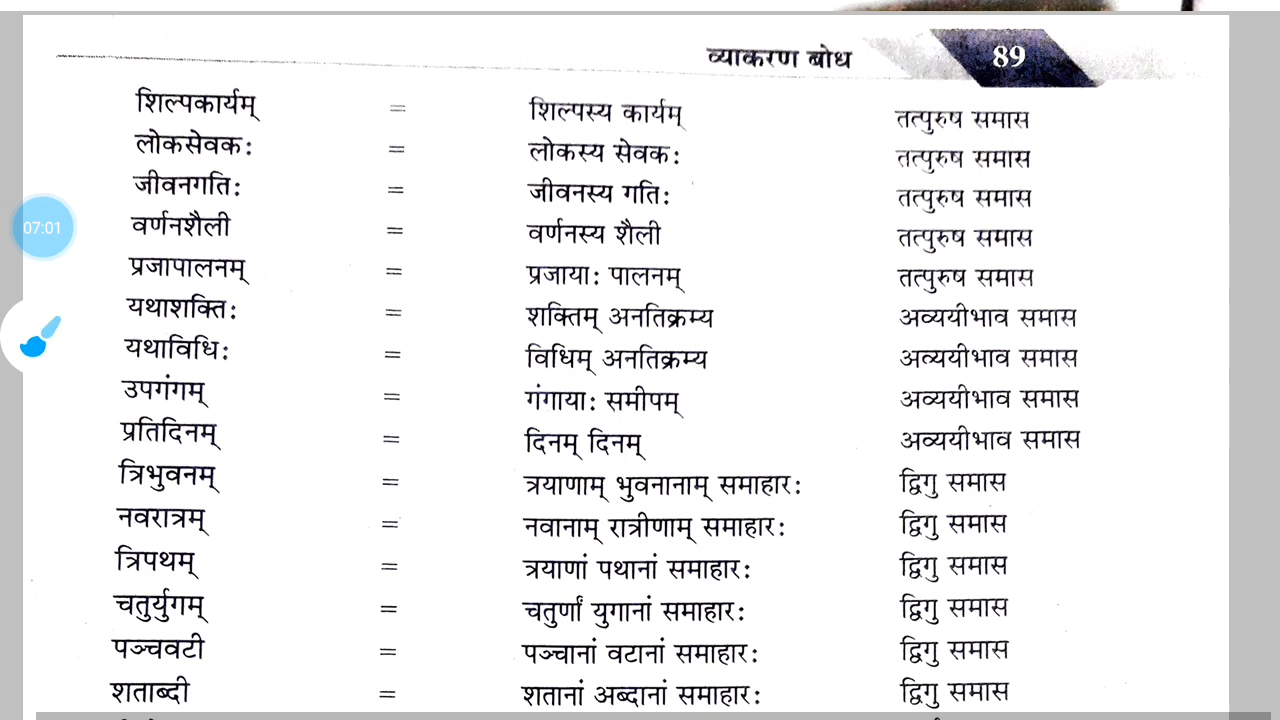 व्याकरण बोध 89
शिल्पकार्यम् = शिल्पस्य कार्यम् तत्पुरुष समास
लोकसेवक: = लोकस्य सेवक: तत्पुरुष समास
जीवनगति: = जीवनस्य गति: तत्पुरुष समास
07:01
वर्णनशैली = वर्णनस्य शैली तत्पुरुष समास
प्रजापालनम् = प्रजाया: पालनम् तत्पुरुष समास
यथाशक्ति: = शक्तिम् अनतिक्रम्य अव्ययीभाव समास
यथाविधि: = विधिम् अनतिक्रम्य अव्ययीभाव समास
उपगंगम् = गंगाया: समीपम् अव्ययीभाव समास
प्रतिदिनम् = दिनम् दिनम् अव्ययीभाव समास
त्रिभुवनम् = त्रयाणाम् भुवनानाम् समाहार: द्विगु समास
नवरात्रम् = नवानाम् रात्रीणाम् समाहार: द्विगु समास
त्रिपथम् = त्रयाणां पथानां समाहार: द्विगु समास
चतुर्युगम् = चतुर्णां युगानां समाहार: द्विगु समास
पञ्चवटी = पञ्चानां वटानां समाहार: द्विगु समास
शताब्दी = शतानां अब्दानां समाहार: द्विगु समास